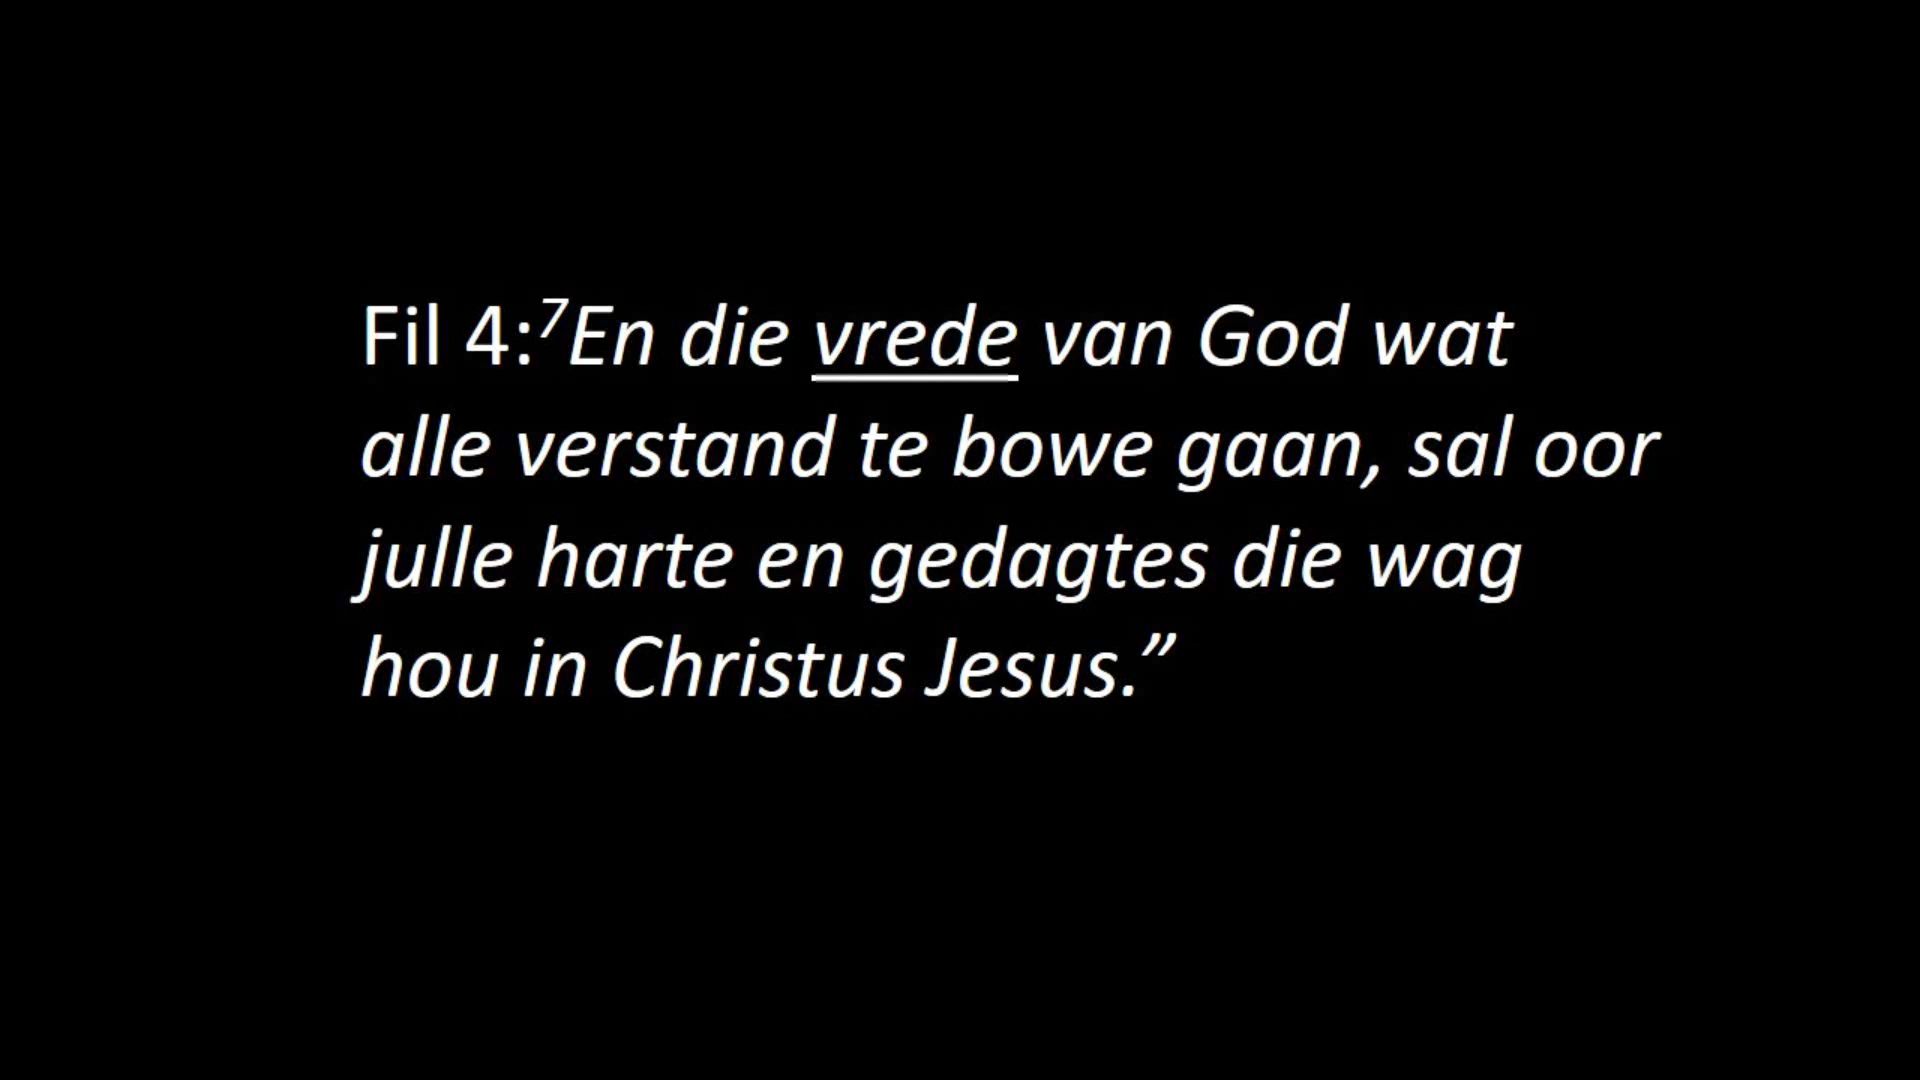 Fil 4:⁷En die vrede van God wat
alle verstand te bowe gaan, sal oor
julle harte en gedagtes die wag
hou in Christus Jesus.”